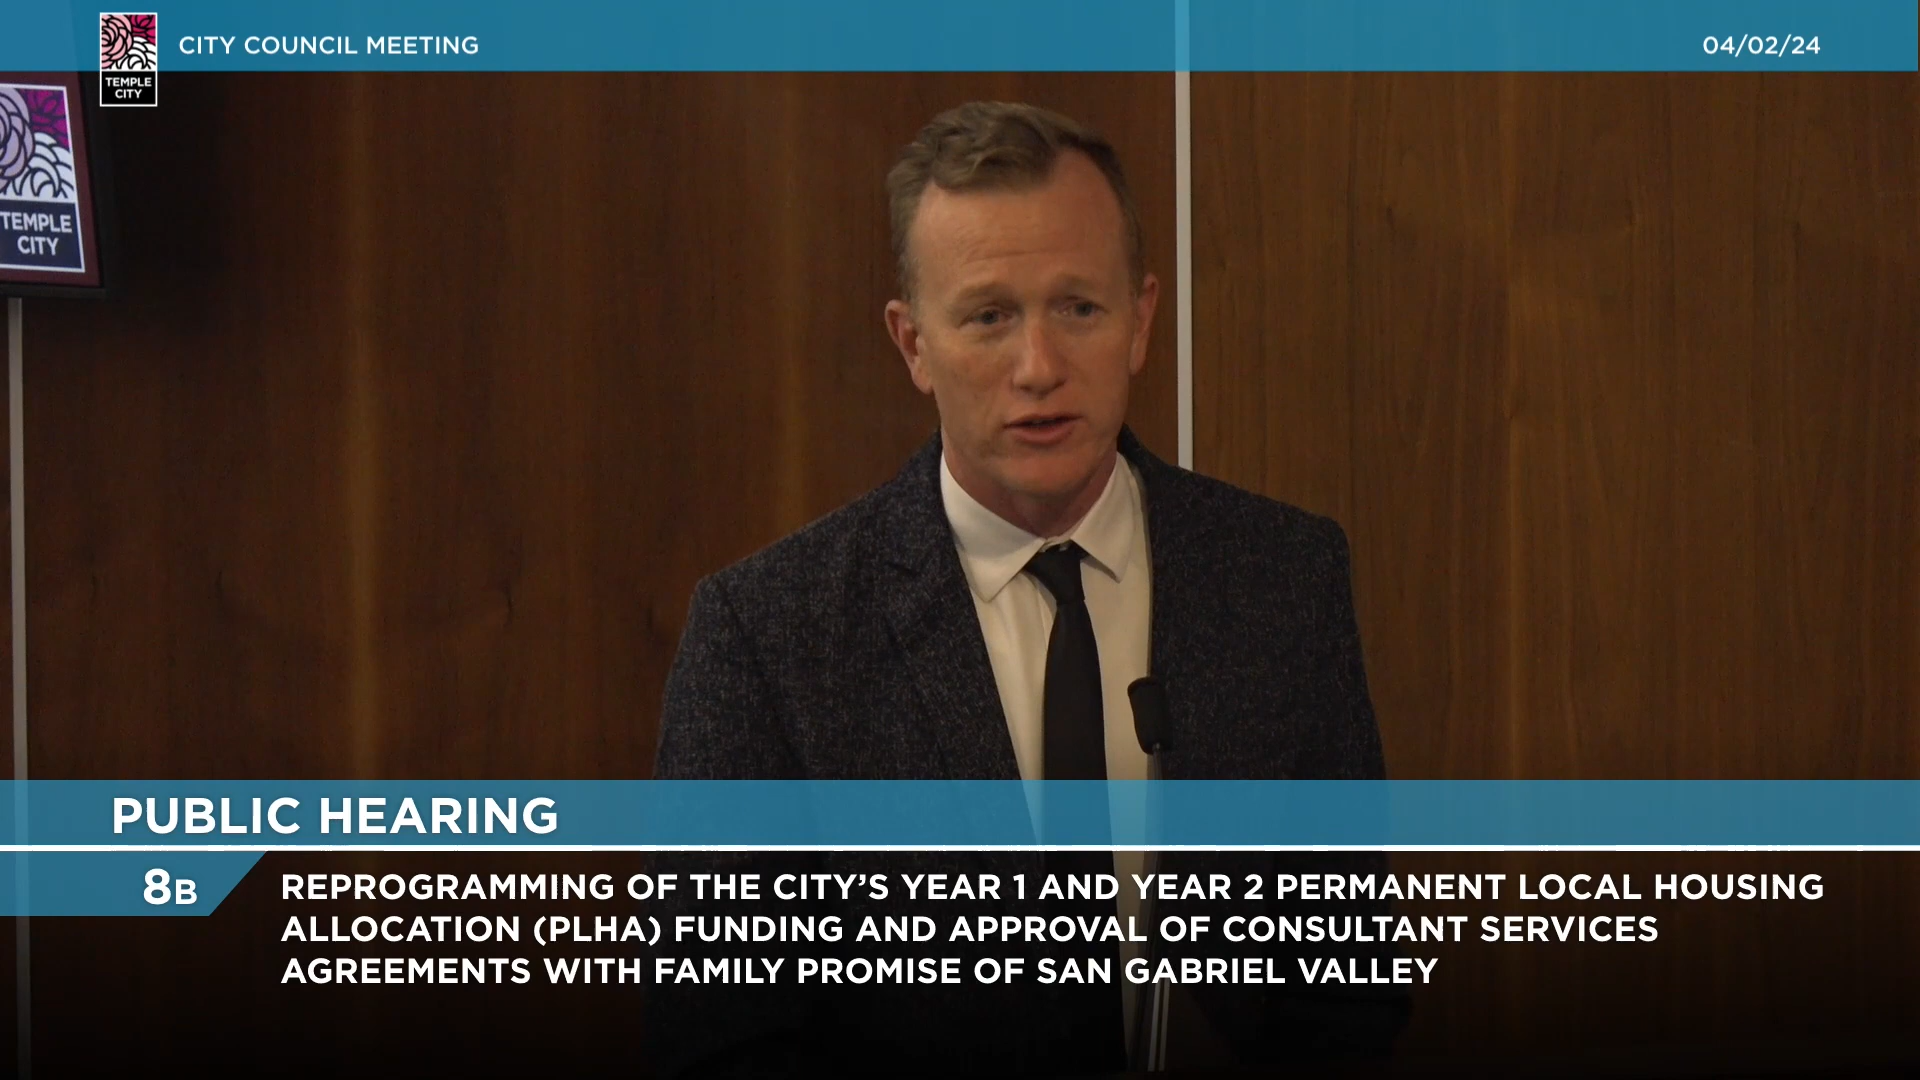 CITY COUNCIL MEETING
04/02/24
TEMPLE
CITY
TEMPLE
CITY
PUBLIC HEARING
8B
REPROGRAMMING OF THE CITY'S YEAR 1 AND YEAR 2 PERMANENT LOCAL HOUSING
ALLOCATION (PLHA) FUNDING AND APPROVAL OF CONSULTANT SERVICES
AGREEMENTS WITH FAMILY PROMISE OF SAN GABRIEL VALLEY